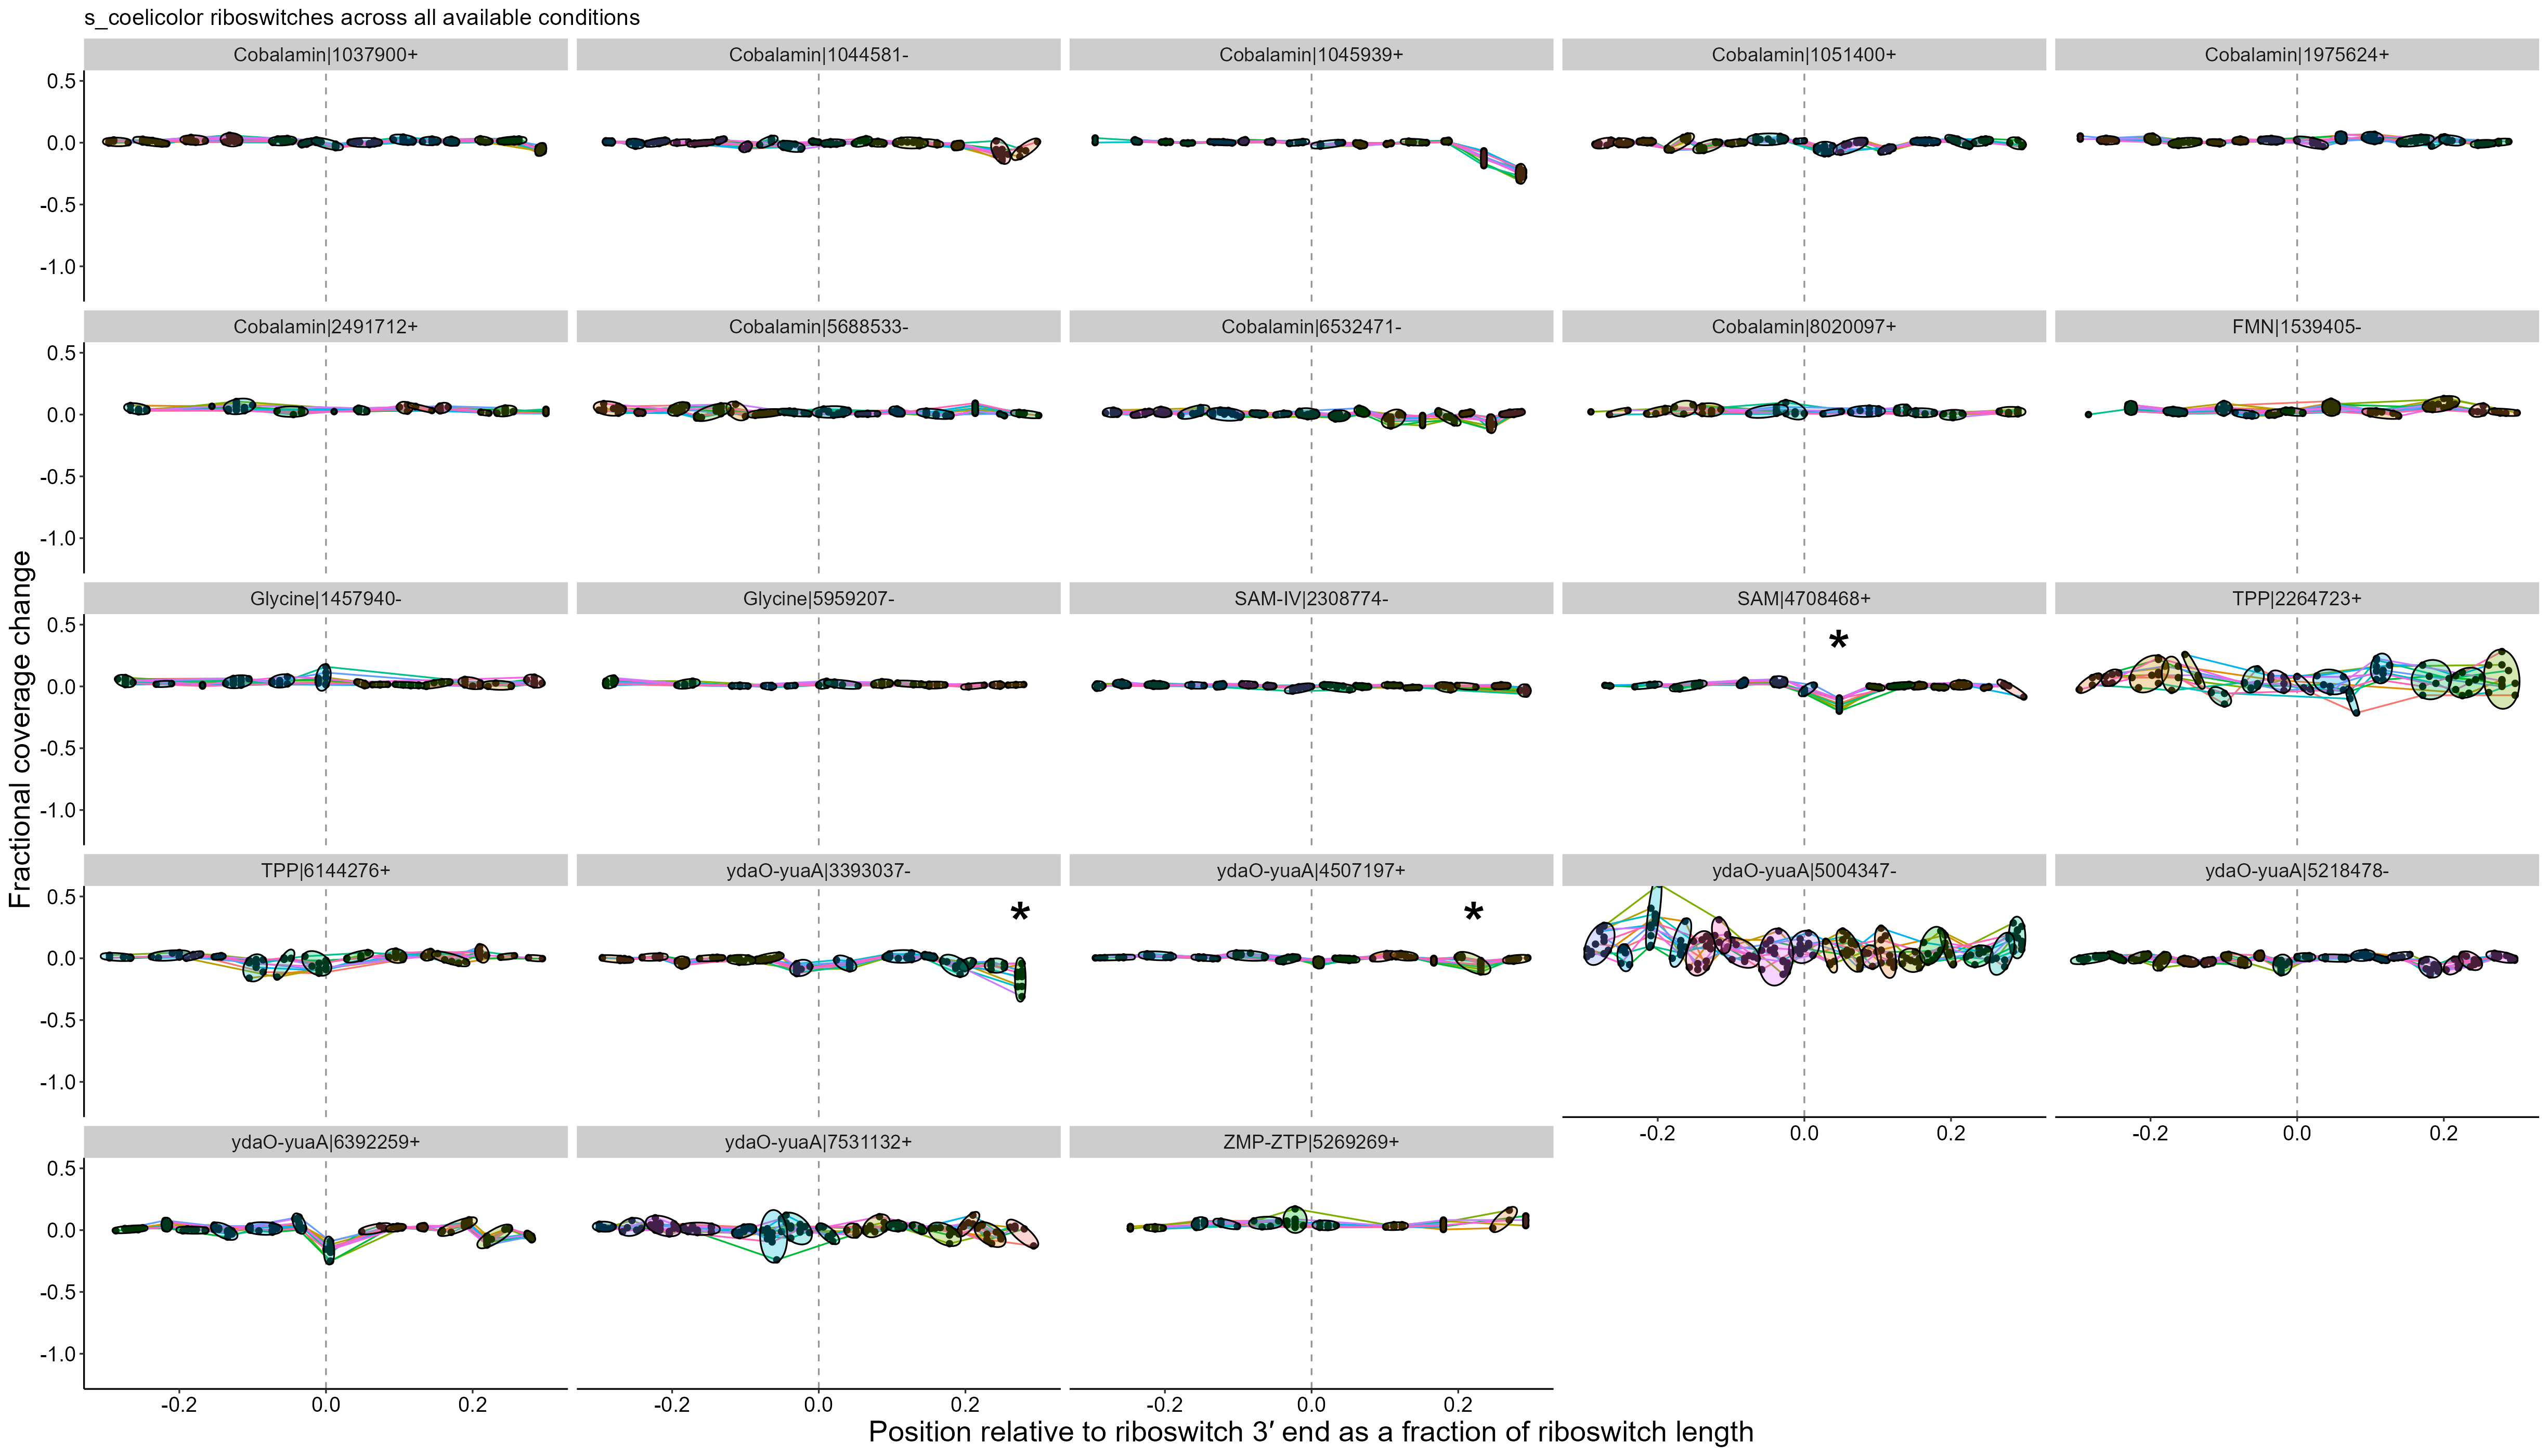 s_coelicolor riboswitches across all available conditions
Cobalamin|1037900+ Cobalamin|1044581- Cobalamin|1045939+ Cobalamin|1051400+ Cobalamin|1975624+
0.5
0.0
-0.5
-1.0
Cobalamin|2491712+ Cobalamin|5688533- Cobalamin|6532471- Cobalamin|8020097+ FMN|1539405-
0.5
0.0
-0.5
-1.0
Fractional coverage change
Glycine|1457940- Glycine|5959207- SAM-IV|2308774- SAM|4708468+ TPP|2264723+
0.5
*
0.0
-0.5
-1.0
TPP|6144276+ ydaO-yuaA|3393037- ydaO-yuaA|4507197+ ydaO-yuaA|5004347- ydaO-yuaA|5218478-
0.5
* *
0.0
-0.5
-1.0
-0.2 0.0 0.2 -0.2 0.0 0.2
ydaO-yuaA|6392259+ ydaO-yuaA|7531132+ ZMP-ZTP|5269269+
0.5
0.0
-0.5
-1.0
-0.2 0.0 0.2 -0.2 0.0 0.2 -0.2 0.0 0.2
Position relative to riboswitch 3′ end as a fraction of riboswitch length